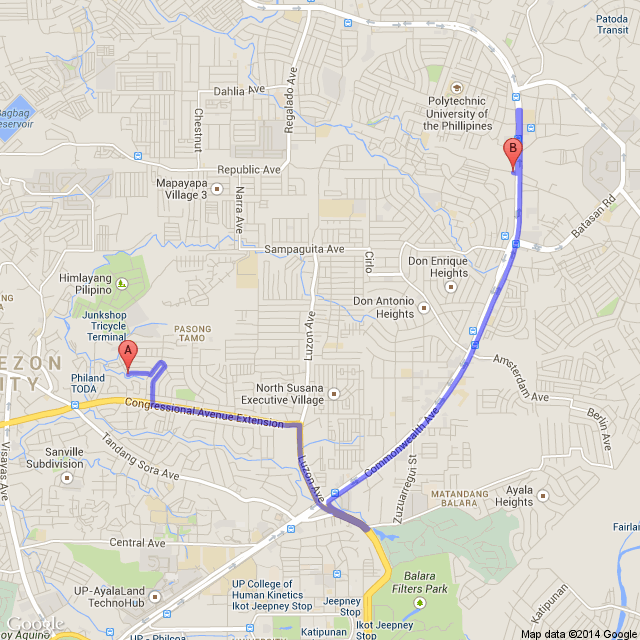 Patoda
Transit
Dahlia Ave
Regalado Ave
Chestnut
Polytechnic
University of
the Phillipines
Bagbag
Reservoir
B
Republic Ave
Mapayapa
Village 3
Narra Ave
Batasan Rd
Sampaguita Ave
Cirlo
Don Enrique
Heights
Himlayang
Pilipino
Don Antonio
Heights
Junkshop
Tricycle
Terminal
PASONG
TAMO
Luzon Ave
A
EZON
ITY
Philand
TODA
North Susana
Executive Village
Amsterdam Ave
Berlin Ave
Congressional Avenue Extension
Commonwealth Ave
Visayas Ave
Tandang Sora Ave
Sanville
Subdivision
Luzon Ave
Zuzuarregui St
MATANDANG
BALARA
Ayala
Heights
Fairlai
Central Ave
UP-AyalaLand
TechnoHub
UP College of
Human Kinetics
Ikot Jeepney Stop
Balara
Filters Park
Jeepney
Stop
Ikot Jeepney
Stop
Katipunan
Katipunan
UP - Philcoa
Google
Map data ©2014 Google